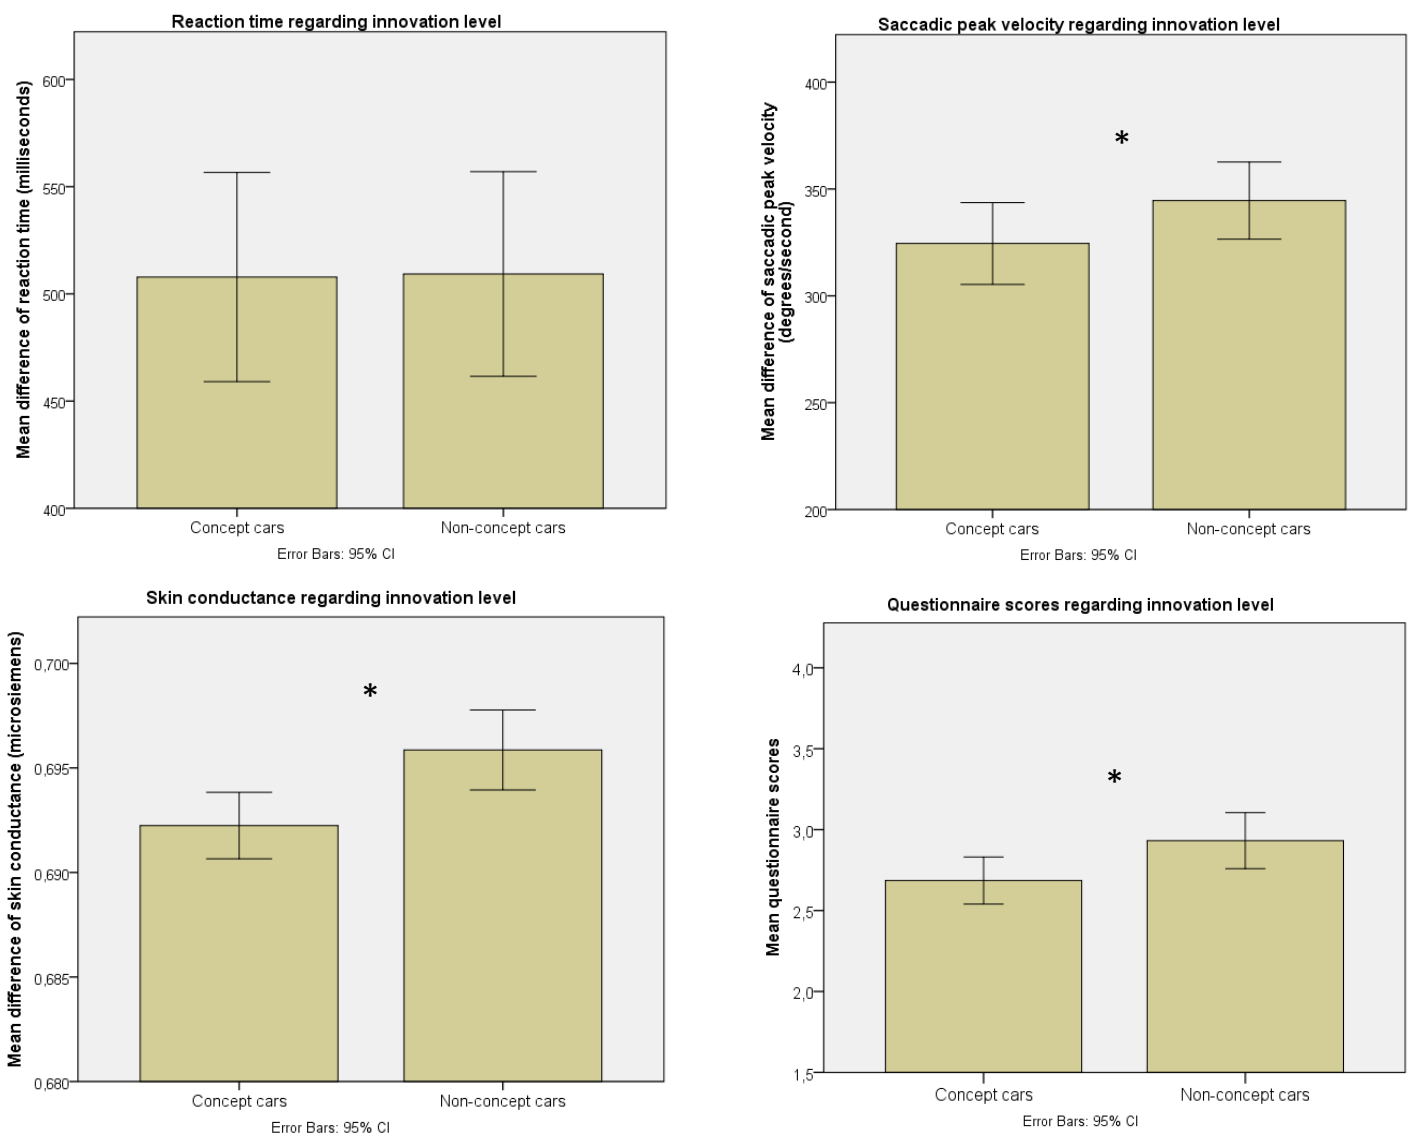 Reaction time regarding innovation level
Mean difference of reaction time (milliseconds)
600
550
500
450
400
Concept cars
Non-concept cars
Error Bars: 95% CI
Saccadic peak velocity regarding innovation level
Mean difference of saccadic peak velocity
(degrees/second)
400
350
300
250
200
*
Concept cars
Non-concept cars
Error Bars: 95% CI
Skin conductance regarding innovation level
Mean difference of skin conductance (microsiemens)
0,700
0,695
0,690
0,685
0,680
*
Concept cars
Non-concept cars
Error Bars: 95% CI
Questionnaire scores regarding innovation level
Mean questionnaire scores
4,0
3,5
3,0
2,5
2,0
1,5
*
Concept cars
Non-concept cars
Error Bars: 95% CI